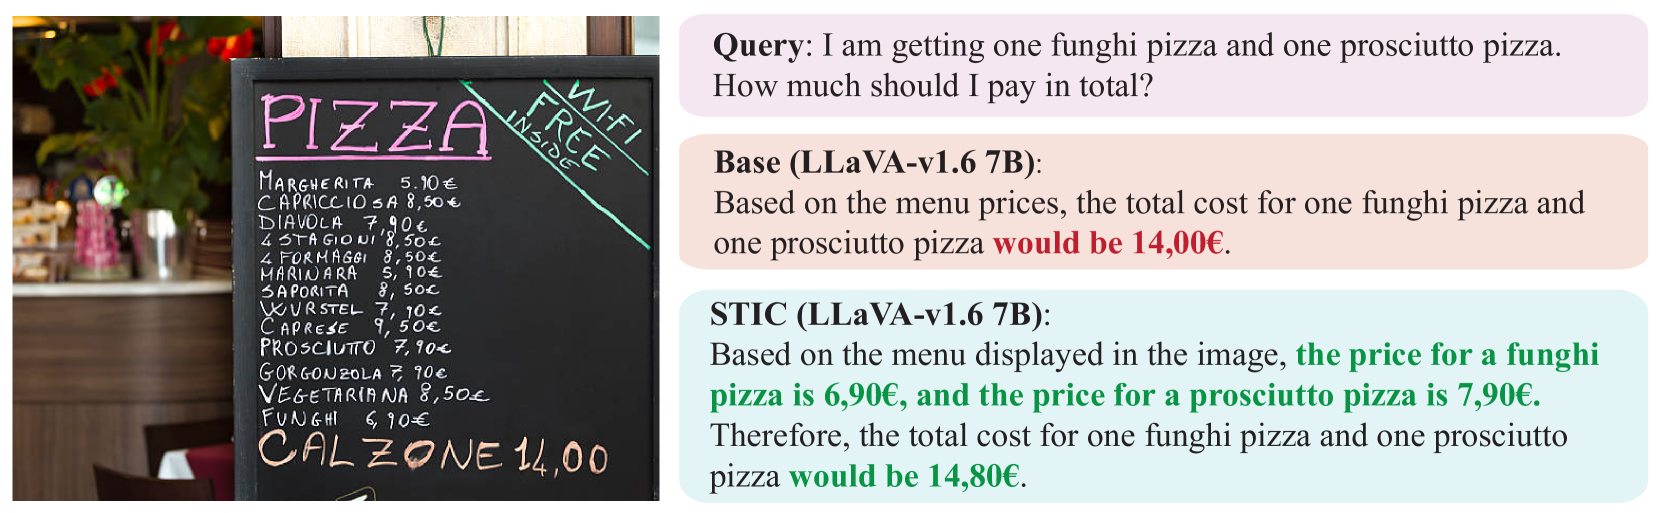 PIZZA
WI-FI
FREE
INSIDE
MARGHERITA 5.90€
CAPRICCIOSA 8,50€
DIAVOLA 7,90€
4 STAGIONI 8,50€
4 FORMAGGI 8,50€
MARINARA 5,90€
SAPORITA 8,50€
WURSTEL 7,90€
CAPRESE 9,50€
PROSCIUTTO 7,90€
GORGONZOLA 7,90€
VEGETARIANA 8,50€
FUNGHI 6,90€
CALZONE 14,00
Query: I am getting one funghi pizza and one prosciutto pizza.
How much should I pay in total?
Base (LLaVA-v1.6 7B):
Based on the menu prices, the total cost for one funghi pizza and
one prosciutto pizza would be 14,00€.
STIC (LLaVA-v1.6 7B):
Based on the menu displayed in the image, the price for a funghi
pizza is 6,90€, and the price for a prosciutto pizza is 7,90€.
Therefore, the total cost for one funghi pizza and one prosciutto
pizza would be 14,80€.